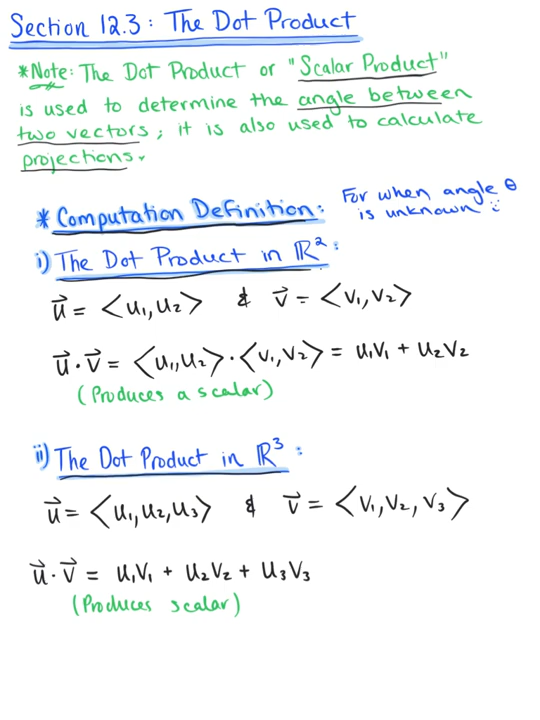 Section 12.3: The Dot Product
*Note: The Dot Product or "Scalar Product"
is used to determine the angle between
two vectors; it is also used to calculate
projections.
* Computation Definition:
For when angle θ
is unknown :)
i) The Dot Product in ℝ²:
u⃗ = <u₁,u₂> & v⃗ = <v₁,v₂>
u⃗·v⃗ = <u₁,u₂>·<v₁,v₂> = u₁v₁ + u₂v₂
(Produces a scalar)
ii) The Dot Product in ℝ³:
u⃗ = <u₁,u₂,u₃> & v⃗ = <v₁,v₂,v₃>
u⃗·v⃗ = u₁v₁ + u₂v₂ + u₃v₃
(Produces scalar)